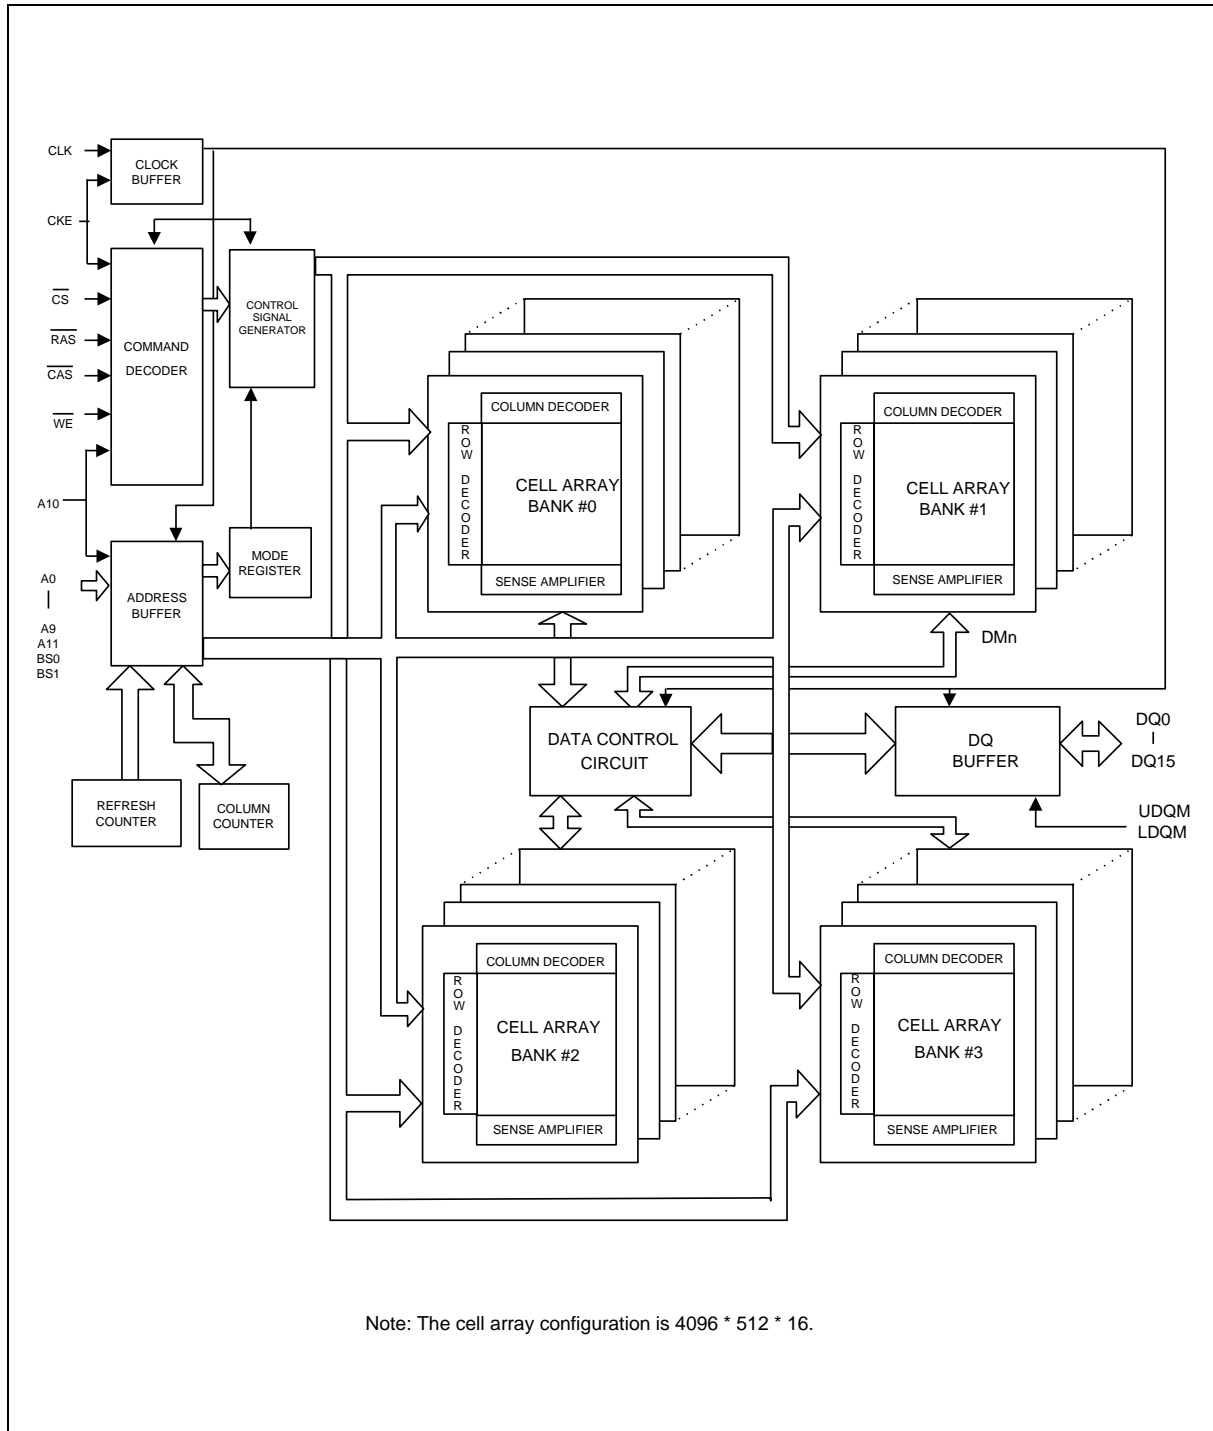 CLK
CLOCK
BUFFER
CKE
CS
RAS
CAS
WE
COMMAND
DECODER
CONTROL
SIGNAL
GENERATOR
A10
A0
A9
A11
BS0
BS1
ADDRESS
BUFFER
MODE
REGISTER
REFRESH
COUNTER
COLUMN
COUNTER
COLUMN DECODER
ROW DECODER
CELL ARRAY
BANK #0
SENSE AMPLIFIER
COLUMN DECODER
ROW DECODER
CELL ARRAY
BANK #1
SENSE AMPLIFIER
DMn
DATA CONTROL
CIRCUIT
DQ
BUFFER
DQ0
DQ15
UDQM
LDQM
COLUMN DECODER
ROW DECODER
CELL ARRAY
BANK #2
SENSE AMPLIFIER
COLUMN DECODER
ROW DECODER
CELL ARRAY
BANK #3
SENSE AMPLIFIER
Note: The cell array configuration is 4096 * 512 * 16.